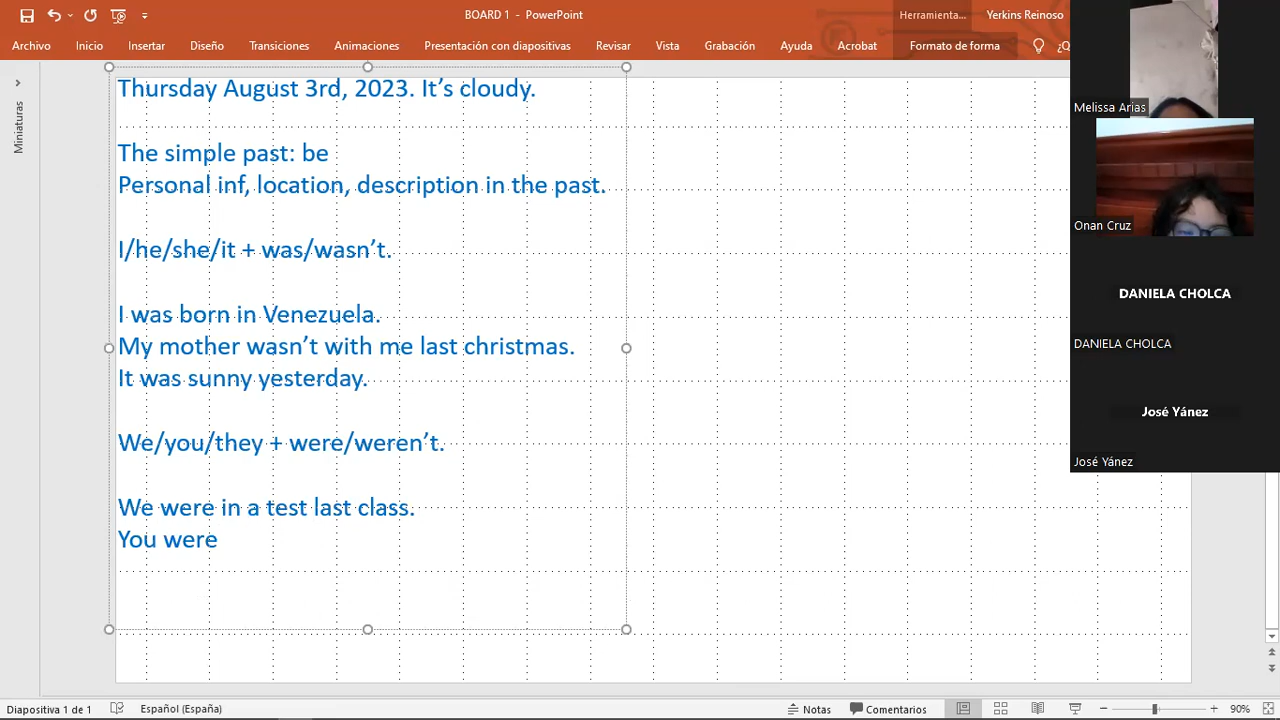 BOARD 1 - PowerPoint
Herramienta...
Yerkins Reinoso
Archivo Inicio Insertar Diseño Transiciones Animaciones Presentación con diapositivas Revisar Vista Grabación Ayuda Acrobat Formato de forma ¿Q
Miniaturas
Thursday August 3rd, 2023. It’s cloudy.
The simple past: be
Personal inf, location, description in the past.
I/he/she/it + was/wasn’t.
I was born in Venezuela.
My mother wasn’t with me last christmas.
It was sunny yesterday.
We/you/they + were/weren’t.
We were in a test last class.
You were
Melissa Arias
Onan Cruz
DANIELA CHOLCA
DANIELA CHOLCA
José Yánez
José Yánez
Diapositiva 1 de 1 Español (España) Notas Comentarios 90%